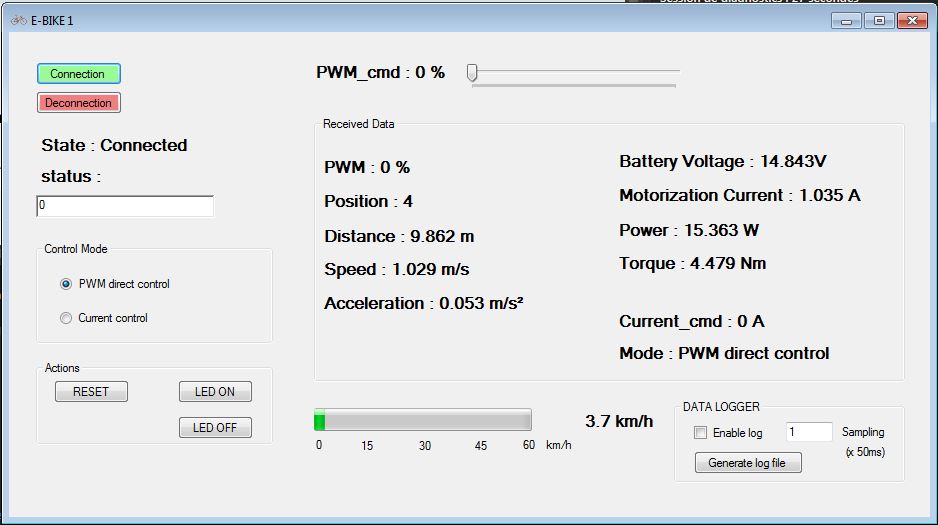 E-BIKE 1
Connection
Deconnection
State : Connected
status :
0
Control Mode
PWM direct control
Current control
Actions
RESET
LED ON
LED OFF
PWM_cmd : 0 %
Received Data
PWM : 0 %
Position : 4
Distance : 9.862 m
Speed : 1.029 m/s
Acceleration : 0.053 m/s²
Battery Voltage : 14.843V
Motorization Current : 1.035 A
Power : 15.363 W
Torque : 4.479 Nm
Current_cmd : 0 A
Mode : PWM direct control
0 15 30 45 60 km/h
3.7 km/h
DATA LOGGER
Enable log 1 Sampling
(x 50ms)
Generate log file